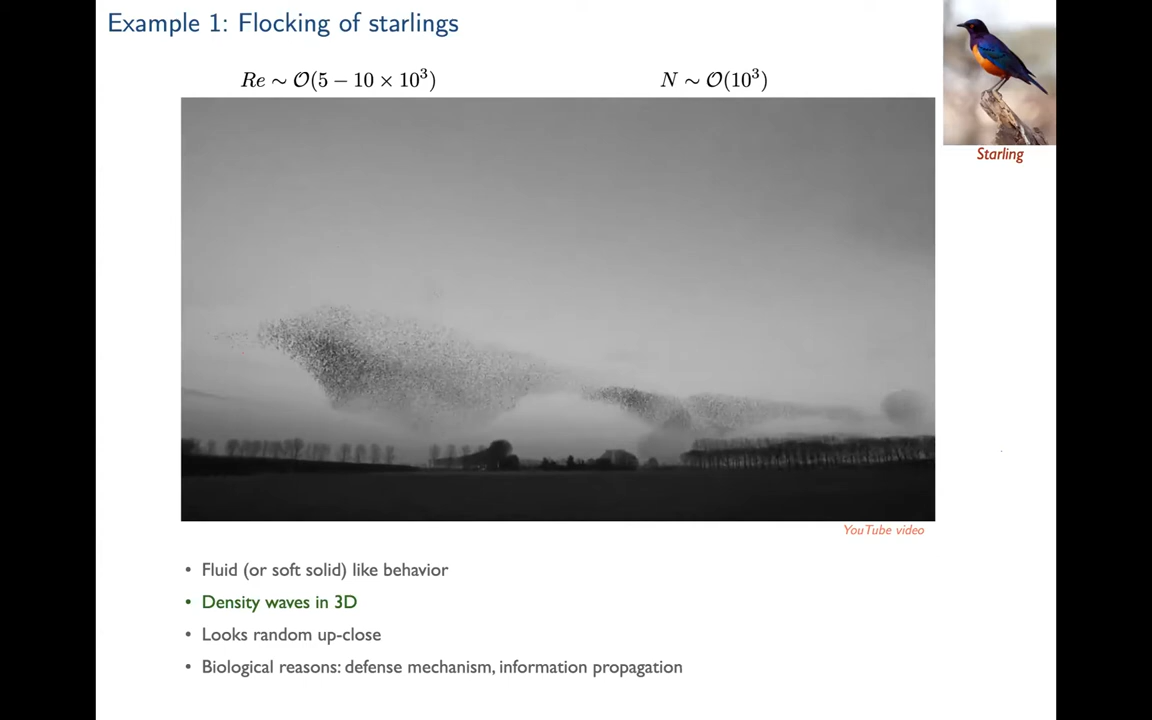 Example 1: Flocking of starlings
Re ∼ O(5 − 10 × 10³)
N ∼ O(10³)
Starling
YouTube video
• Fluid (or soft solid) like behavior
• Density waves in 3D
• Looks random up-close
• Biological reasons: defense mechanism, information propagation